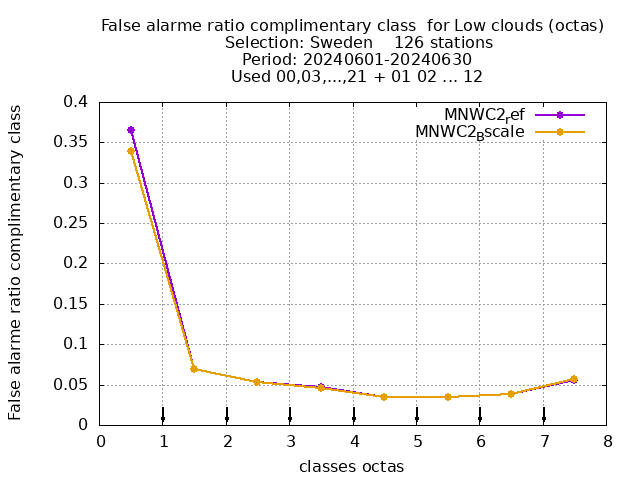 False alarme ratio complimentary class  for Low clouds (octas)
Selection: Sweden    126 stations
Period: 20240601-20240630
Used 00,03,...,21 + 01 02 ... 12
False alarme ratio complimentary class
0.4
0.35
0.3
0.25
0.2
0.15
0.1
0.05
0
MNWC2ref
MNWC2Bscale
0 1 2 3 4 5 6 7 8
classes octas